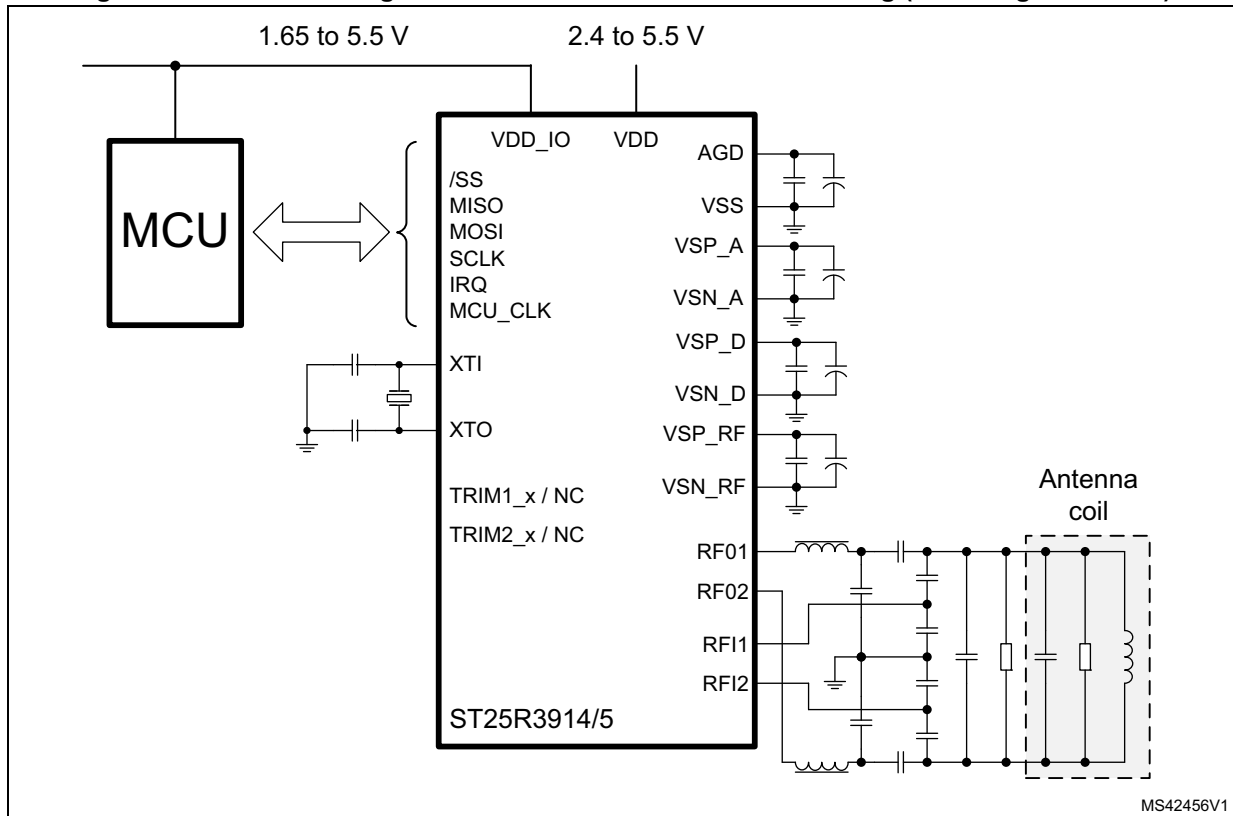 1.65 to 5.5 V
2.4 to 5.5 V
MCU
VDD_IO
VDD
/SS
MISO
MOSI
SCLK
IRQ
MCU_CLK
XTI
XTO
TRIM1_x / NC
TRIM2_x / NC
ST25R3914/5
AGD
VSS
VSP_A
VSN_A
VSP_D
VSN_D
VSP_RF
VSN_RF
RF01
RF02
RFI1
RFI2
Antenna
coil
MS42456V1